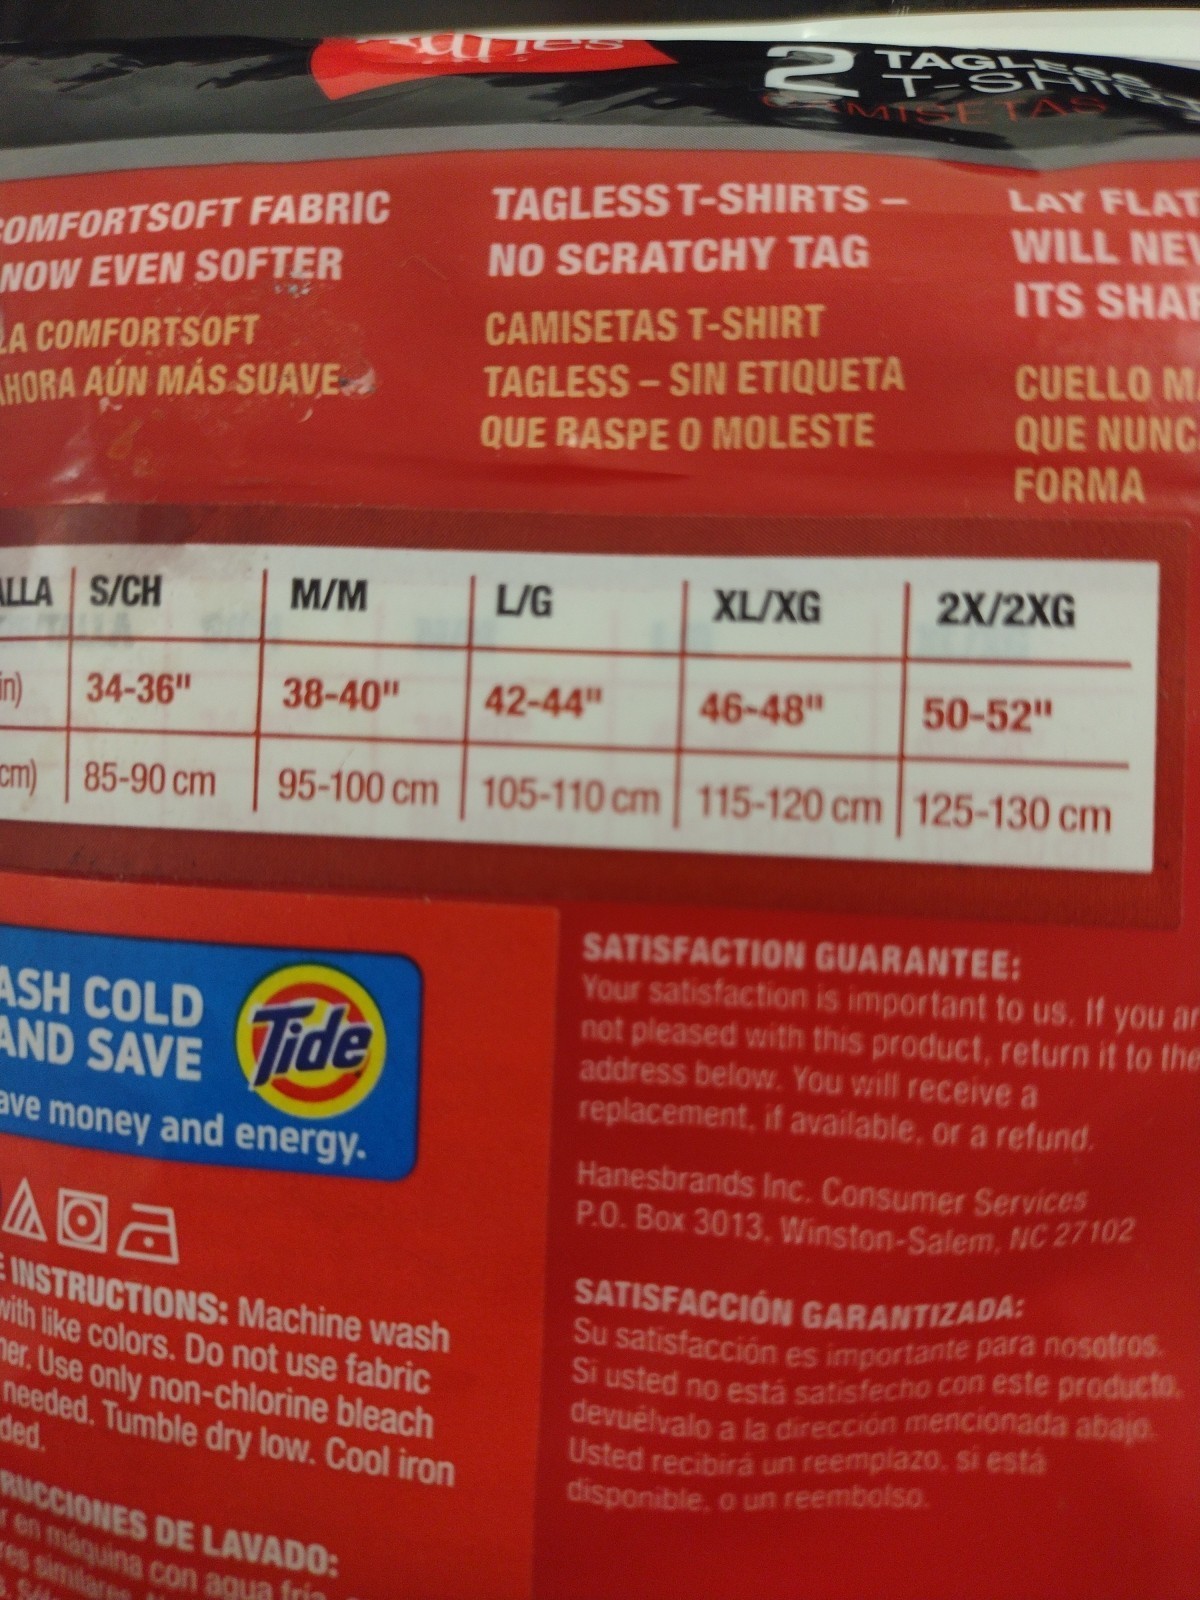 2 TAGLESS
T-SHIRTS
CAMISETAS
COMFORTSOFT FABRIC
NOW EVEN SOFTER
LA COMFORTSOFT
AHORA AÚN MÁS SUAVE
TAGLESS T-SHIRTS –
NO SCRATCHY TAG
CAMISETAS T-SHIRT
TAGLESS – SIN ETIQUETA
QUE RASPE O MOLESTE
LAY FLAT
WILL NEV
ITS SHA
CUELLO M
QUE NUNC
FORMA
ALLA S/CH M/M L/G XL/XG 2X/2XG
in) 34-36" 38-40" 42-44" 46-48" 50-52"
cm) 85-90 cm 95-100 cm 105-110 cm 115-120 cm 125-130 cm
ASH COLD
AND SAVE
Tide
ave money and energy.
E INSTRUCTIONS: Machine wash
with like colors. Do not use fabric
ner. Use only non-chlorine bleach
needed. Tumble dry low. Cool iron
ded.
RUCCIONES DE LAVADO:
r en máquina con agua fría
res similares.
SATISFACTION GUARANTEE:
Your satisfaction is important to us. If you ar
not pleased with this product, return it to the
address below. You will receive a
replacement, if available, or a refund.
Hanesbrands Inc. Consumer Services
P.O. Box 3013, Winston-Salem, NC 27102
SATISFACCIÓN GARANTIZADA:
Su satisfacción es importante para nosotros.
Si usted no está satisfecho con este producto,
devuélvalo a la dirección mencionada abajo.
Usted recibirá un reemplazo, si está
disponible, o un reembolso.